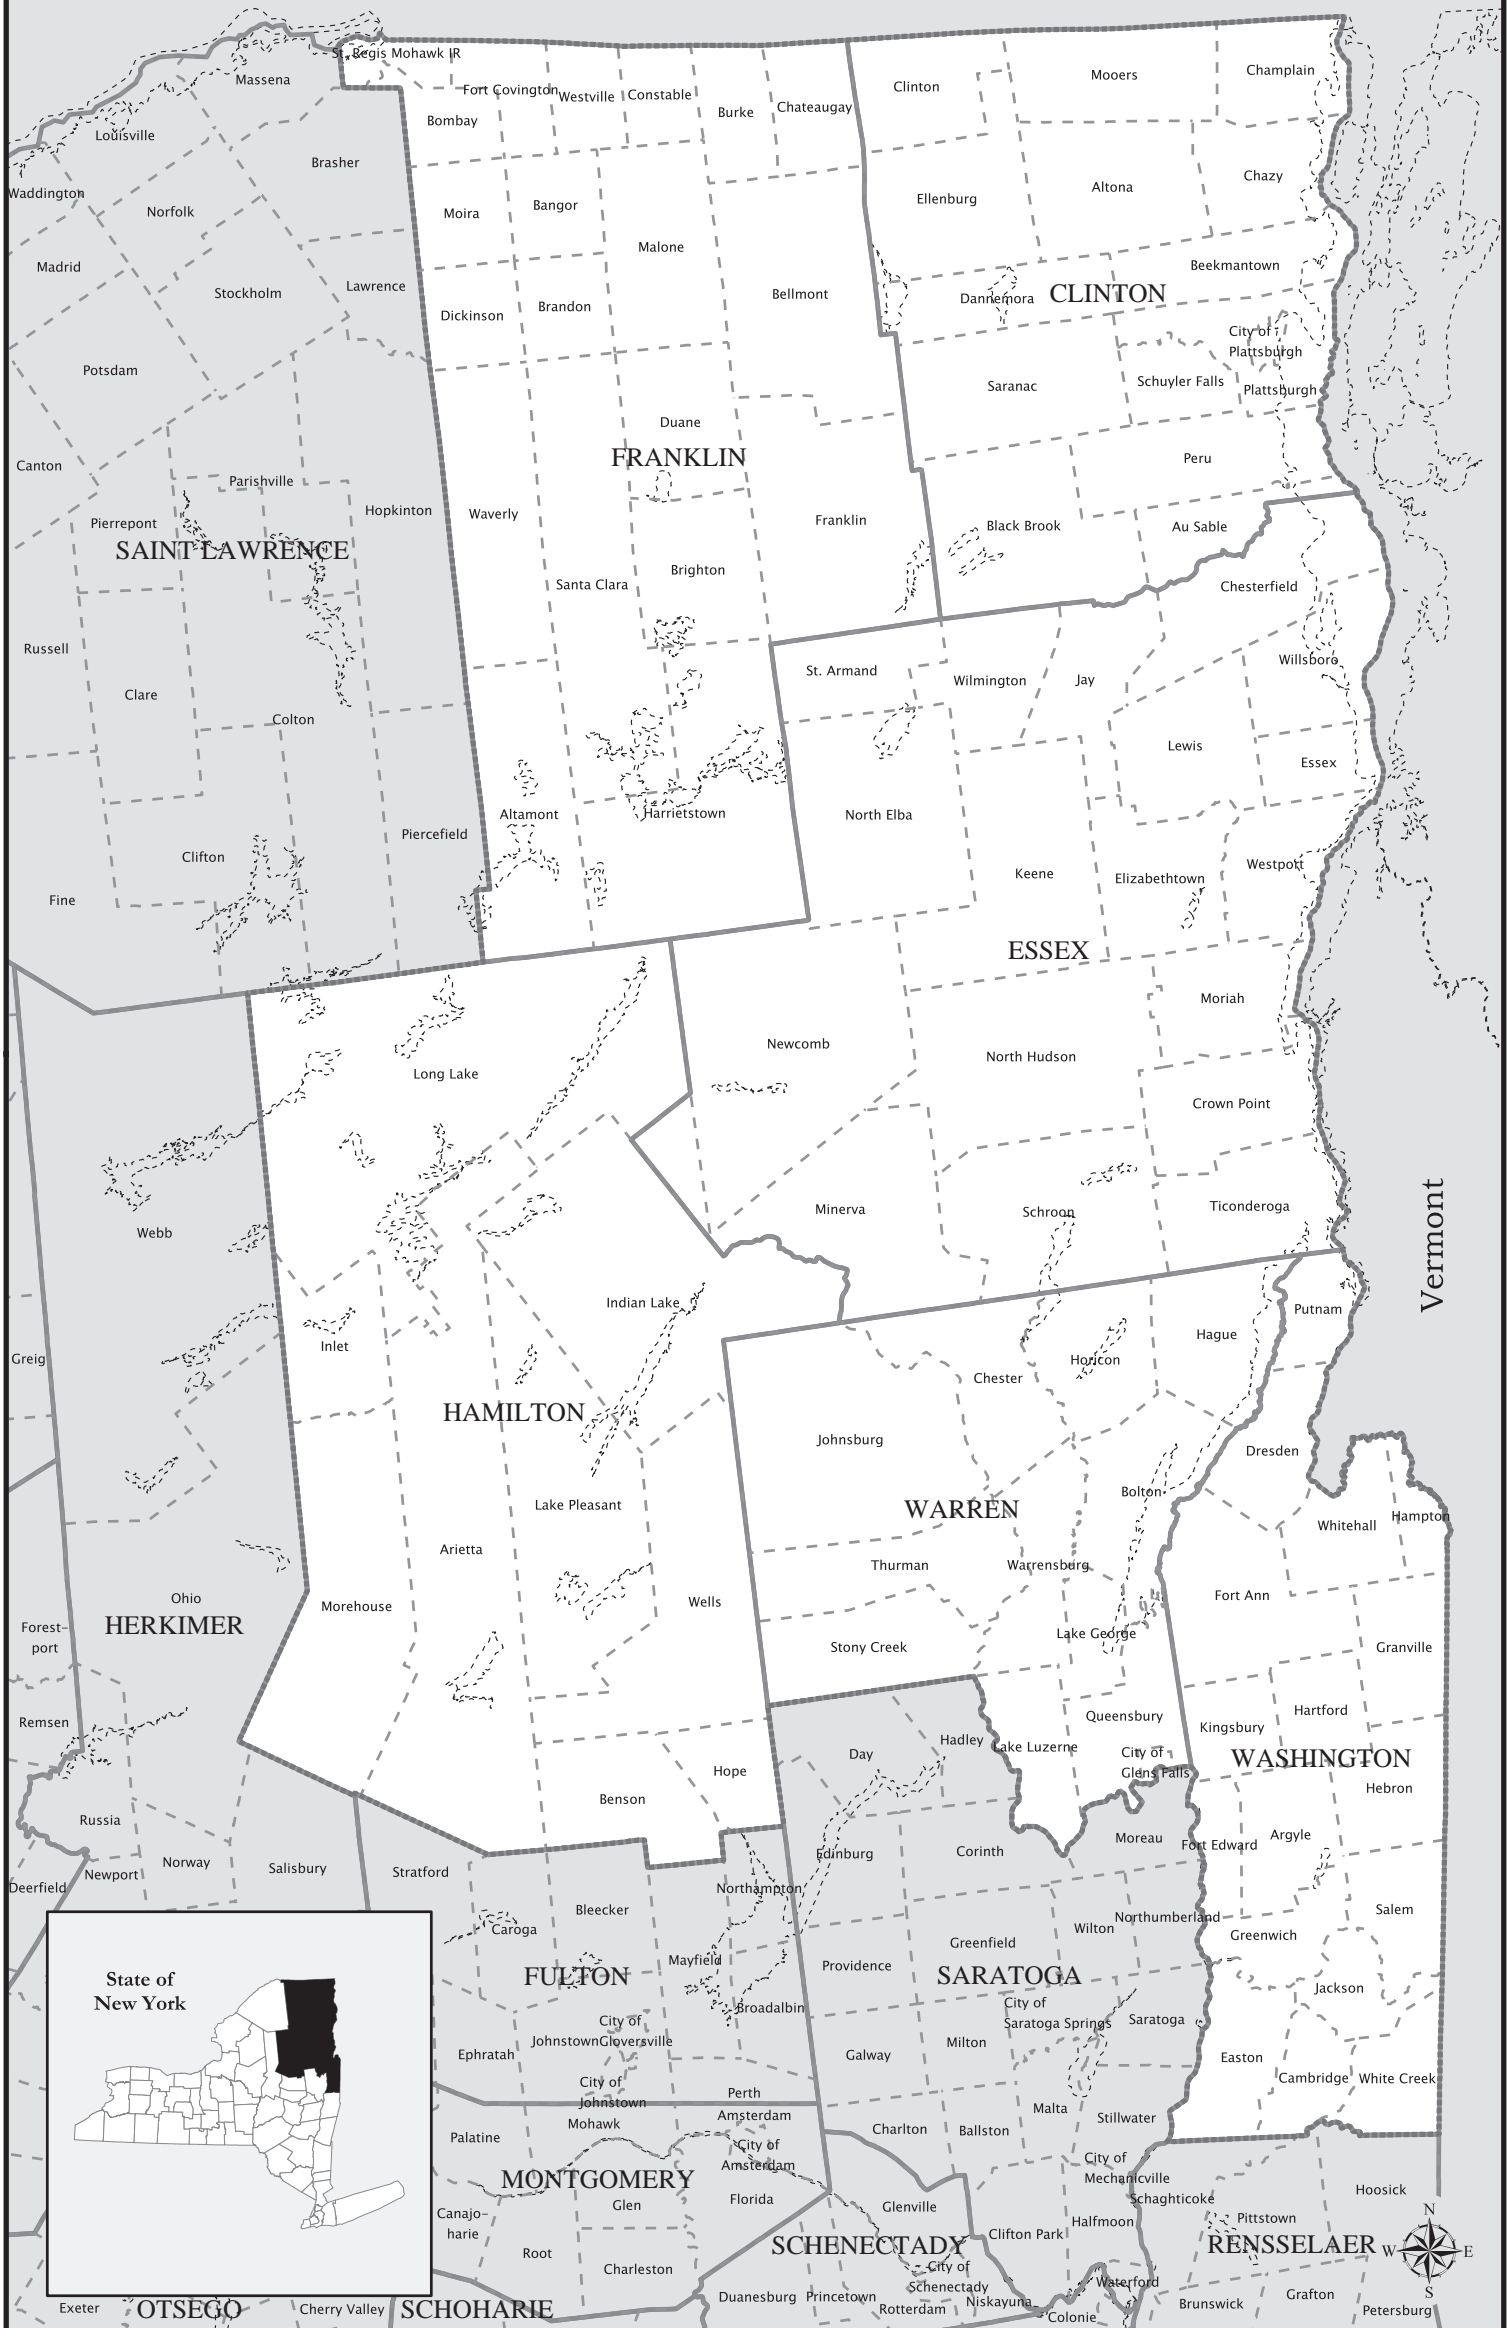 St. Regis Mohawk IR
Massena
Fort Covington
Westville
Constable
Burke
Chateaugay
Clinton
Mooers
Champlain
Bombay
Louisville
Brasher
Waddington
Norfolk
Moira
Bangor
Ellenburg
Altona
Chazy
Malone
Madrid
Stockholm
Lawrence
Bellmont
Beekmantown
Dannemora
CLINTON
Dickinson
Brandon
City of
Plattsburgh
Potsdam
Saranac
Schuyler Falls
Plattsburgh
Duane
FRANKLIN
Canton
Parishville
Peru
Pierrepont
Hopkinton
Waverly
Franklin
Black Brook
Au Sable
SAINT LAWRENCE
Santa Clara
Brighton
Chesterfield
Russell
Clare
St. Armand
Wilmington
Jay
Willsboro
Colton
Lewis
Essex
Altamont
Harrietstown
North Elba
Piercefield
Clifton
Keene
Elizabethtown
Westport
Fine
ESSEX
Moriah
Newcomb
North Hudson
Long Lake
Crown Point
Webb
Minerva
Schroon
Ticonderoga
Vermont
Indian Lake
Putnam
Inlet
Hague
Greig
Chester
Horicon
HAMILTON
Johnsburg
Dresden
Lake Pleasant
WARREN
Bolton
Whitehall
Hampton
Arietta
Thurman
Warrensburg
Fort Ann
Ohio
HERKIMER
Morehouse
Wells
Forest-
port
Stony Creek
Lake George
Granville
Remsen
Queensbury
Kingsbury
Hartford
Day
Hadley
Lake Luzerne
City of
Glens Falls
WASHINGTON
Hope
Benson
Hebron
Russia
Norway
Salisbury
Newport
Deerfield
Stratford
Edinburg
Corinth
Moreau
Fort Edward
Argyle
Northampton
Bleecker
Caroga
Northumberland
Wilton
Salem
Greenwich
Greenfield
Mayfield
Providence
FULTON
SARATOGA
State of
New York
Jackson
Broadalbin
City of
Saratoga Springs
Saratoga
City of
Gloversville
Johnstown
Ephratah
Milton
Galway
Easton
Cambridge
White Creek
City of
Johnstown
Perth
Malta
Stillwater
Mohawk
Amsterdam
Charlton
Ballston
Palatine
City of
Amsterdam
City of
Mechanicville
MONTGOMERY
Schaghticoke
Hoosick
Canajo-
harie
Glen
Florida
Glenville
Clifton Park
Halfmoon
Pittstown
SCHENECTADY
RENSSELAER
N
W
E
S
Root
Charleston
City of
Schenectady
Waterford
Duanesburg
Princetown
Rotterdam
Niskayuna
Colonie
Brunswick
Grafton
Petersburg
Exeter
OTSEGO
Cherry Valley
SCHOHARIE